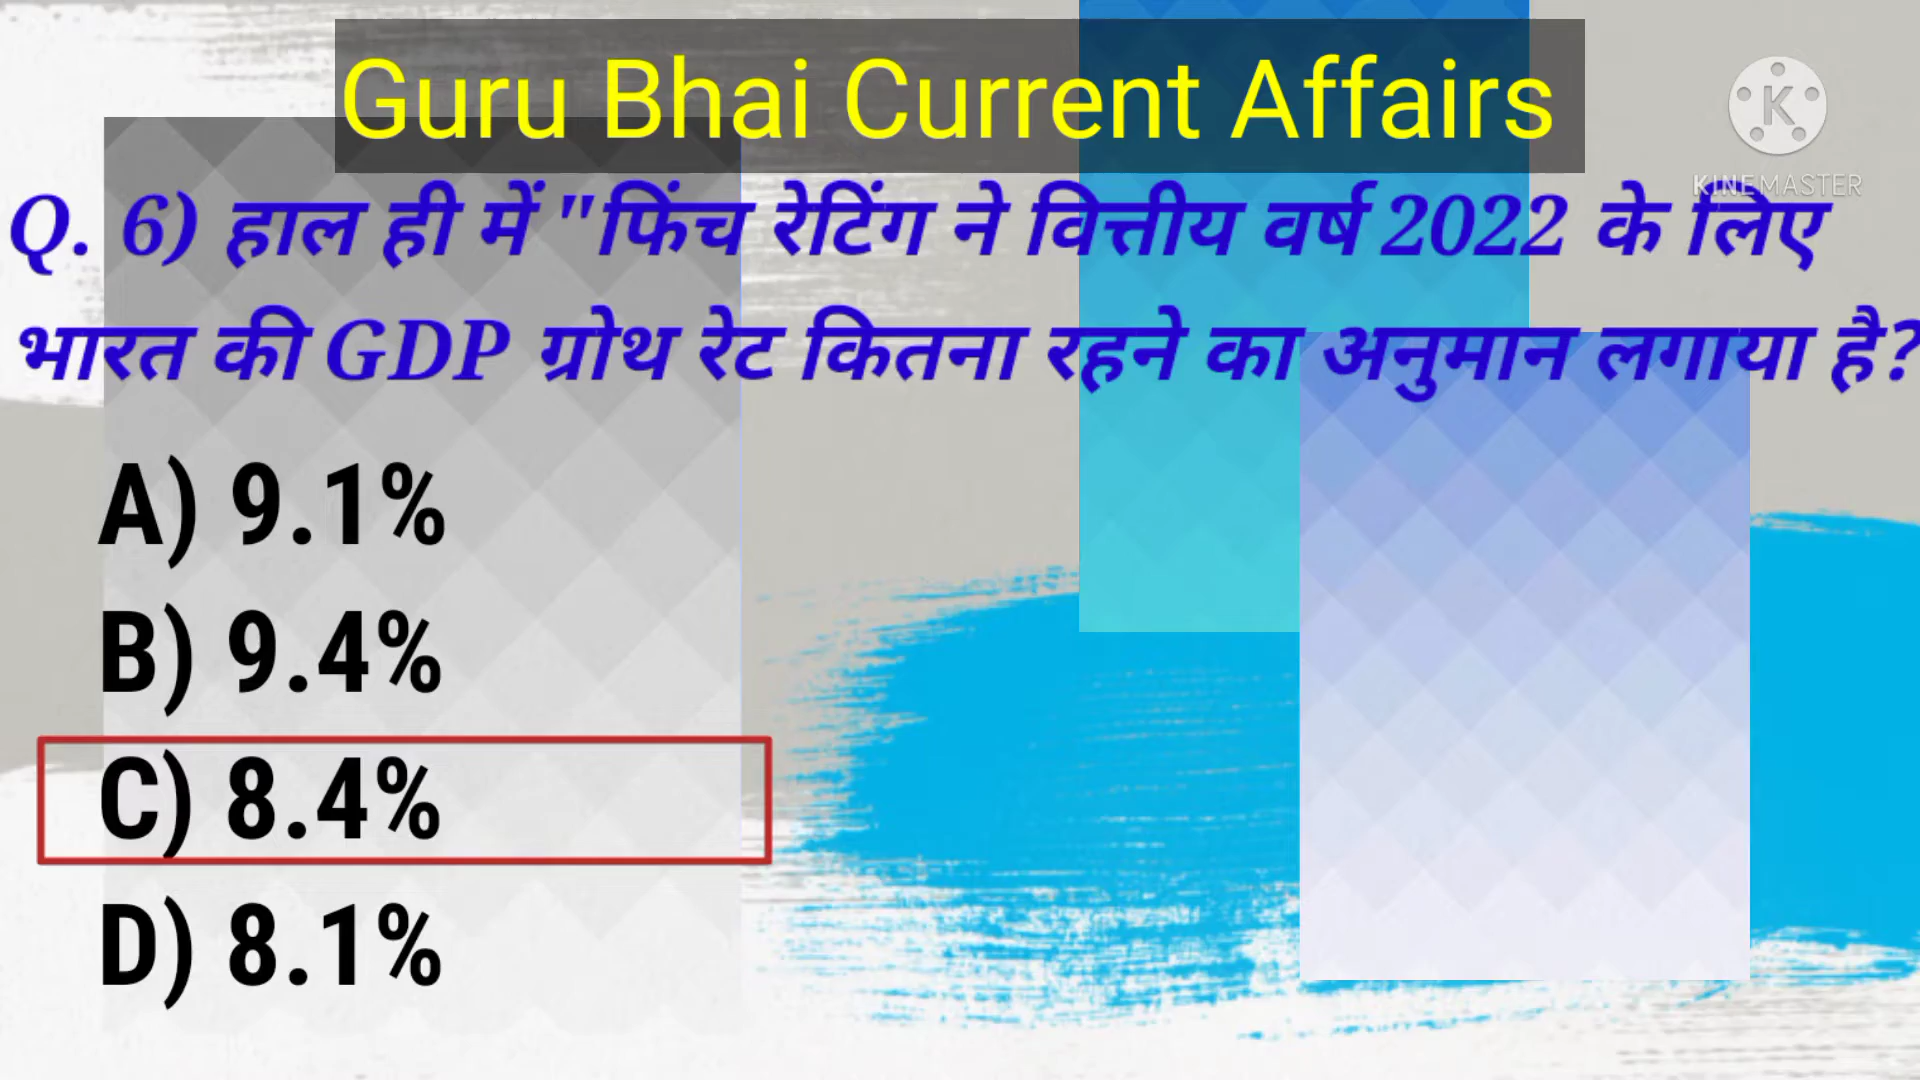 Guru Bhai Current Affairs
K
KINEMASTER
Q. 6) हाल ही में "फिंच रेटिंग ने वित्तीय वर्ष 2022 के लिए
भारत की GDP ग्रोथ रेट कितना रहने का अनुमान लगाया है?
A) 9.1%
B) 9.4%
C) 8.4%
D) 8.1%